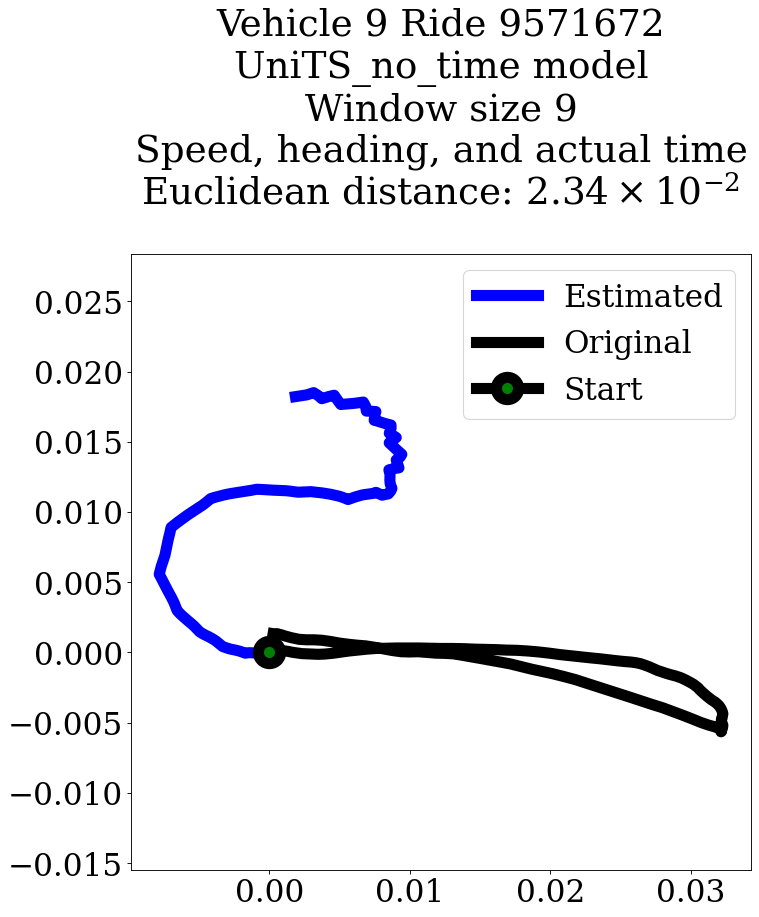 Vehicle 9 Ride 9571672
UniTS_no_time model
Window size 9
Speed, heading, and actual time
Euclidean distance: 2.34 × 10⁻²
Estimated
Original
Start
0.025
0.020
0.015
0.010
0.005
0.000
−0.005
−0.010
−0.015
0.00 0.01 0.02 0.03